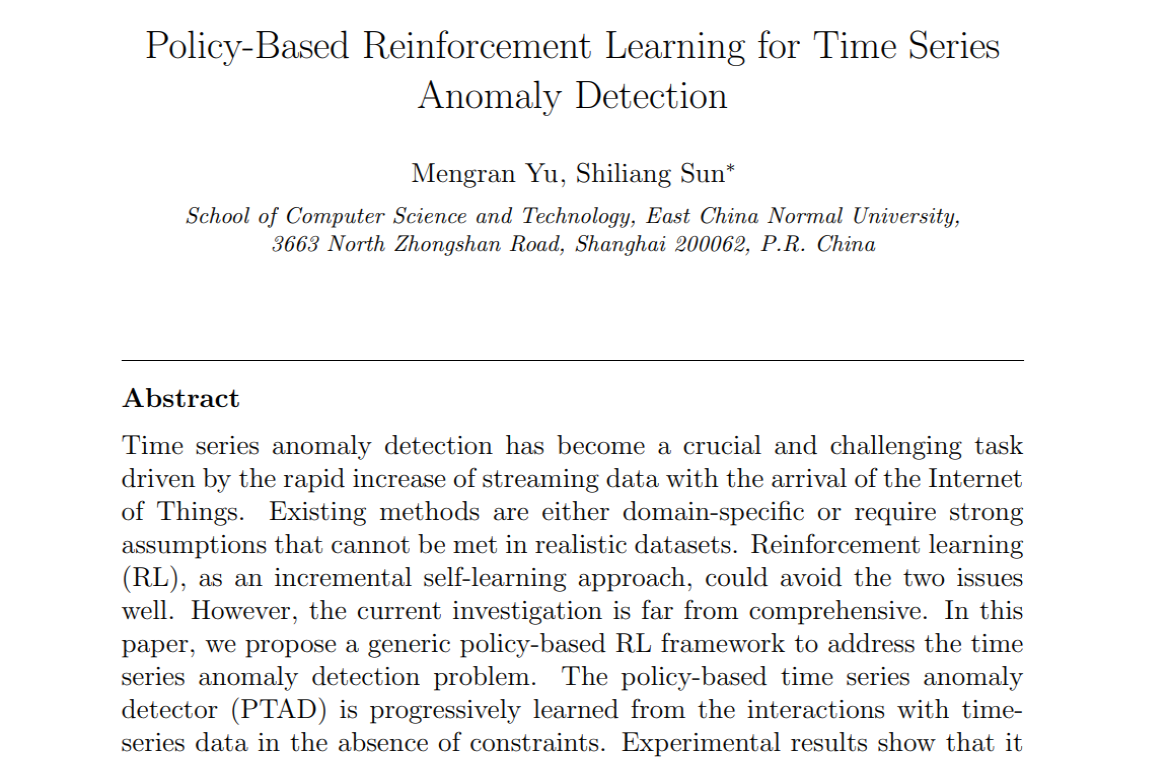 Policy-Based Reinforcement Learning for Time Series
Anomaly Detection
Mengran Yu, Shiliang Sun*
School of Computer Science and Technology, East China Normal University,
3663 North Zhongshan Road, Shanghai 200062, P.R. China
Abstract
Time series anomaly detection has become a crucial and challenging task
driven by the rapid increase of streaming data with the arrival of the Internet
of Things. Existing methods are either domain-specific or require strong
assumptions that cannot be met in realistic datasets. Reinforcement learning
(RL), as an incremental self-learning approach, could avoid the two issues
well. However, the current investigation is far from comprehensive. In this
paper, we propose a generic policy-based RL framework to address the time
series anomaly detection problem. The policy-based time series anomaly
detector (PTAD) is progressively learned from the interactions with time-
series data in the absence of constraints. Experimental results show that it